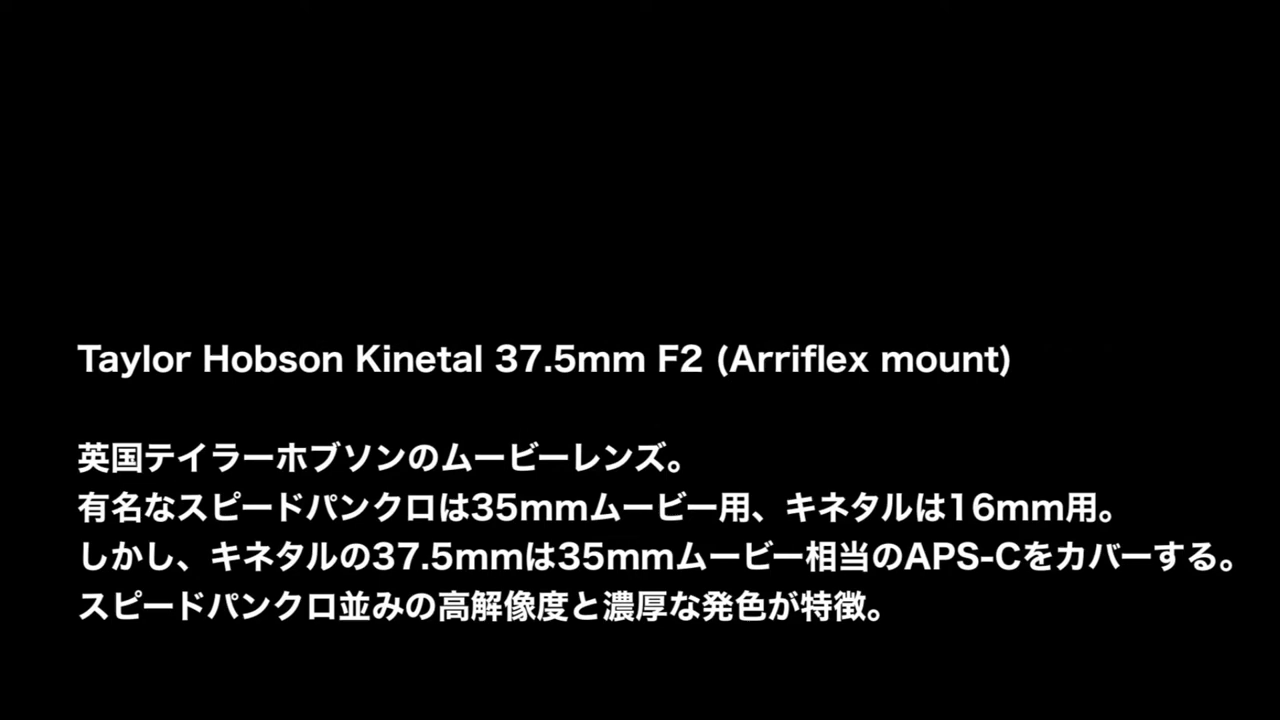 Taylor Hobson Kinetal 37.5mm F2 (Arriflex mount)
英国テイラーホブソンのムービーレンズ。
有名なスピードパンクロは35mmムービー用、キネタルは16mm用。
しかし、キネタルの37.5mmは35mmムービー相当のAPS-Cをカバーする。
スピードパンクロ並みの高解像度と濃厚な発色が特徴。